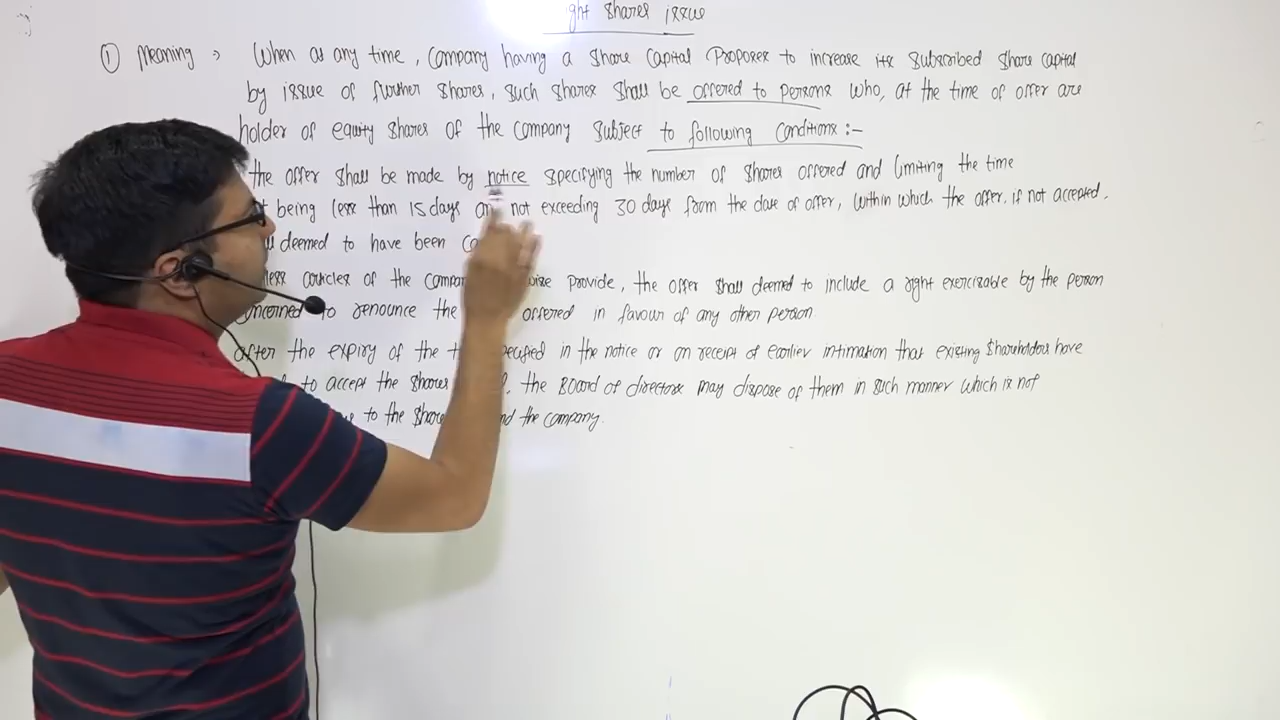 ght shares issue
① Meaning → When at any time, Company having a share capital proposes to increase its subscribed share capital
by issue of further shares, such shares shall be offered to persons who, at the time of offer are
holder of equity shares of the company subject to following Conditions :-
the offer shall be made by notice specifying the number of shares offered and limiting the time
being less than 15 days an not exceeding 30 days from the date of offer, within which the offer, if not accepted,
deemed to have been
less articles of the compan wise provide, the offer shall deemed to include a right exercisable by the person
ncerned to renounce the offered in favour of any other person.
After the expiry of the t ecified in the notice or on receipt of earlier intimation that existing shareholders have
to accept the shares the Board of directors may dispose of them in such manner which is not
to the share nd the company.